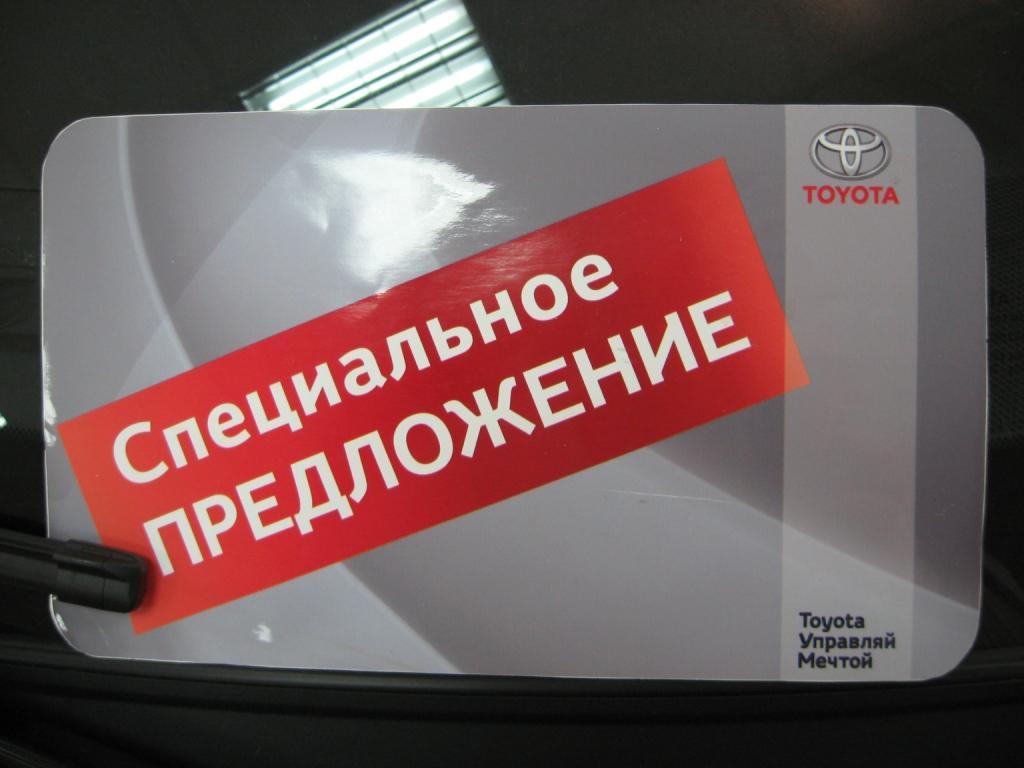 TOYOTA
Специальное
ПРЕДЛОЖЕНИЕ
Toyota
Управляй
Мечтой